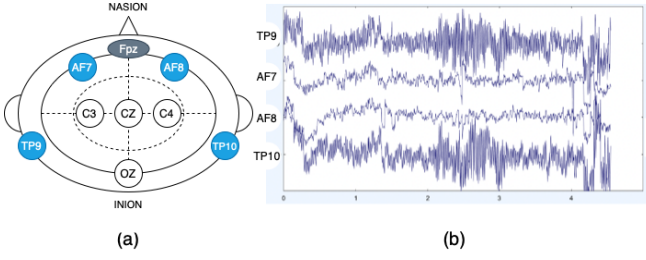 NASION
Fpz
AF7
AF8
C3
CZ
C4
TP9
TP10
OZ
INION
(a)
TP9
AF7
AF8
TP10
0
1
2
3
4
(b)